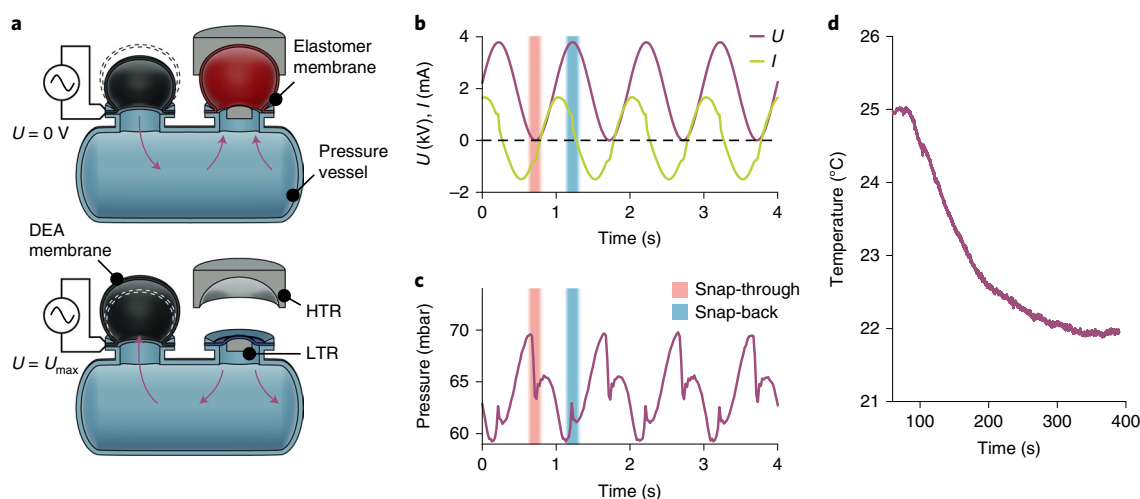 a
U = 0 V
Elastomer
membrane
Pressure
vessel
DEA
membrane
U = Umax
HTR
LTR
b
4
2
0
−2
U (kV), I (mA)
U
I
0
1
2
3
4
Time (s)
c
Snap-through
Snap-back
70
65
60
Pressure (mbar)
0
1
2
3
4
Time (s)
d
26
25
24
23
22
21
Temperature (°C)
100
200
300
400
Time (s)